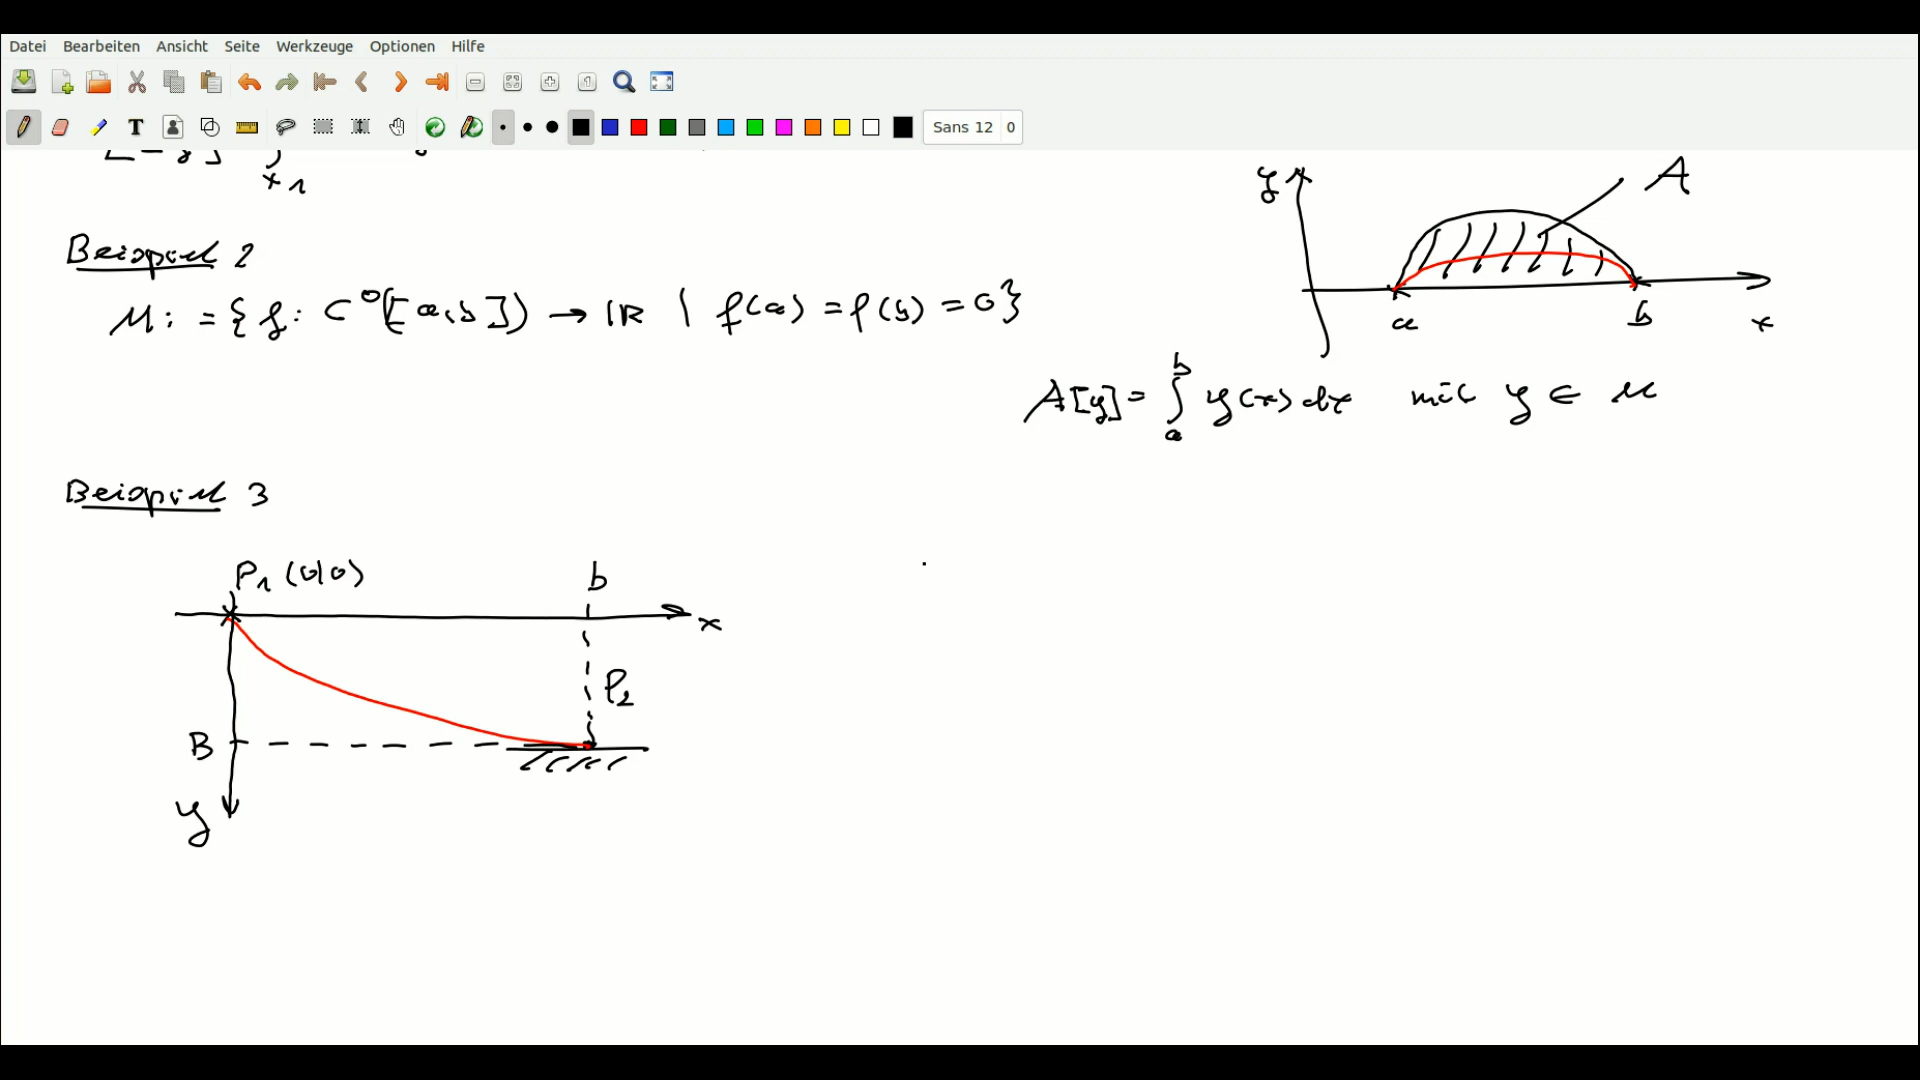 Datei Bearbeiten Ansicht Seite Werkzeuge Optionen Hilfe
Sans 12 0
x1
Beispiel 2
M: = {f: C⁰([a,b]) → ℝ | f(a) = f(b) = 0}
y
A
a
b
x
A[y] = ∫ₐᵇ y(x) dx mit y ∈ M
Beispiel 3
P₁ (0|0)
b
x
P₂
B
y